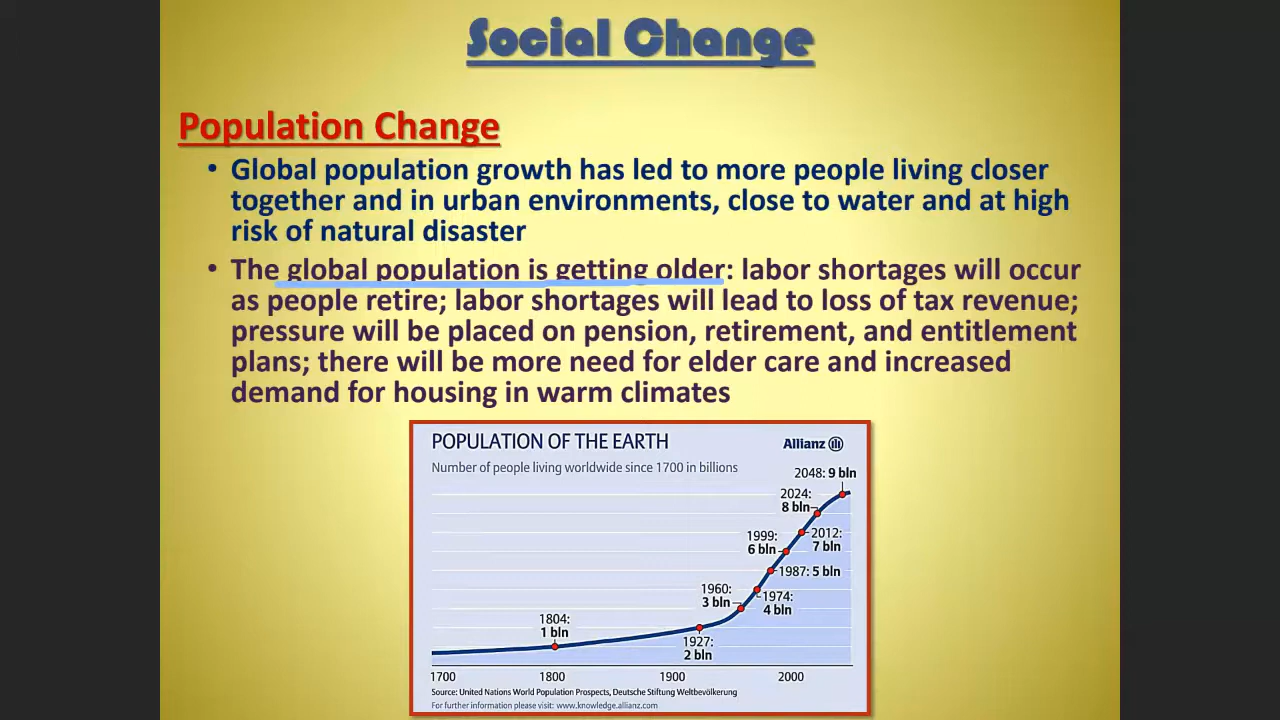 Social Change
Population Change
• Global population growth has led to more people living closer
together and in urban environments, close to water and at high
risk of natural disaster
• The global population is getting older: labor shortages will occur
as people retire; labor shortages will lead to loss of tax revenue;
pressure will be placed on pension, retirement, and entitlement
plans; there will be more need for elder care and increased
demand for housing in warm climates
POPULATION OF THE EARTH
Allianz
Number of people living worldwide since 1700 in billions
2048: 9 bln
2024:
8 bln
2012:
7 bln
1999:
6 bln
1987: 5 bln
1974:
4 bln
1960:
3 bln
1927:
2 bln
1804:
1 bln
1700 1800 1900 2000
Source: United Nations World Population Prospects, Deutsche Stiftung Weltbevölkerung
For further information please visit: www.knowledge.allianz.com